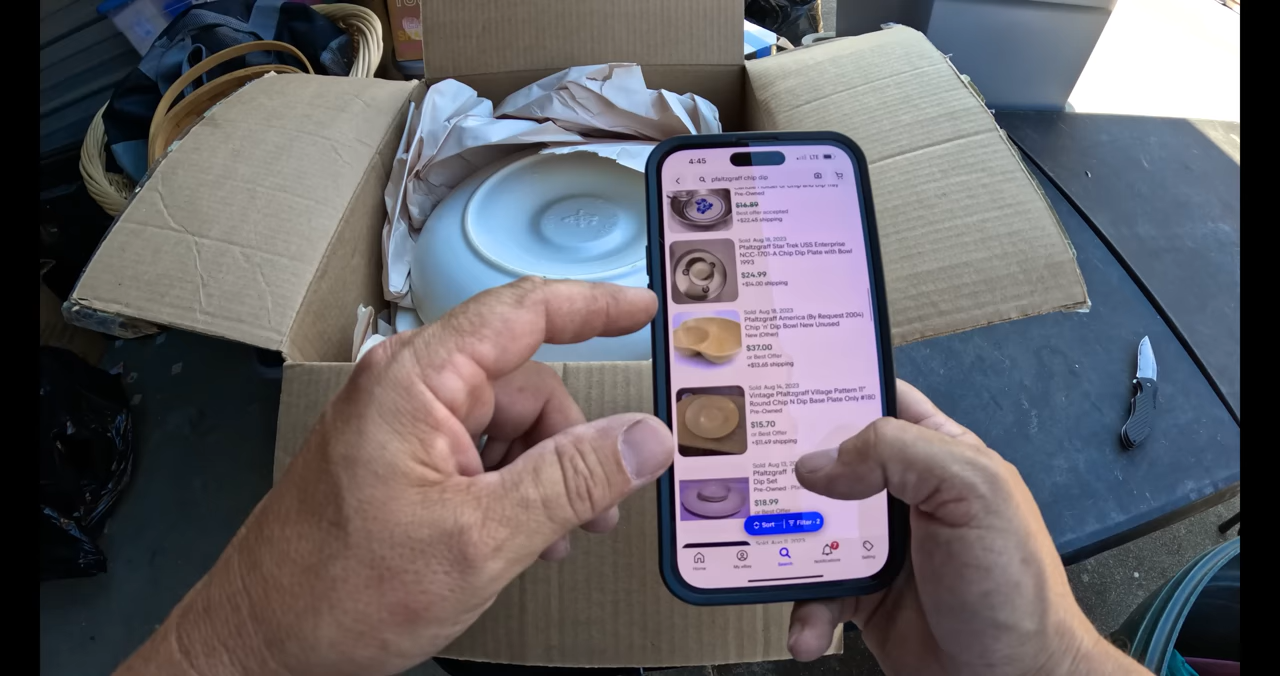 4:45
LTE
pfaltzgraff chip dip
Pre-Owned
$16.89
Best offer accepted
+$22.45 shipping
Sold Aug 18, 2023
Pfaltzgraff Star Trek USS Enterprise
NCC-1701-A Chip Dip Plate with Bowl
1993
$24.99
+$14.00 shipping
Sold Aug 18, 2023
Pfaltzgraff America (By Request 2004)
Chip 'n' Dip Bowl New Unused
New (Other)
$37.00
or Best Offer
+$13.65 shipping
Sold Aug 14, 2023
Vintage Pfaltzgraff Village Pattern 11"
Round Chip N Dip Base Plate Only #180
Pre-Owned
$15.70
or Best Offer
+$11.49 shipping
Sold Aug 13,
Pfaltzgraff
Dip Set
Pre-Owned
$18.99
or Best Offer
Sort
Filter • 2
7
Home
My eBay
Search
Notifications
Selling